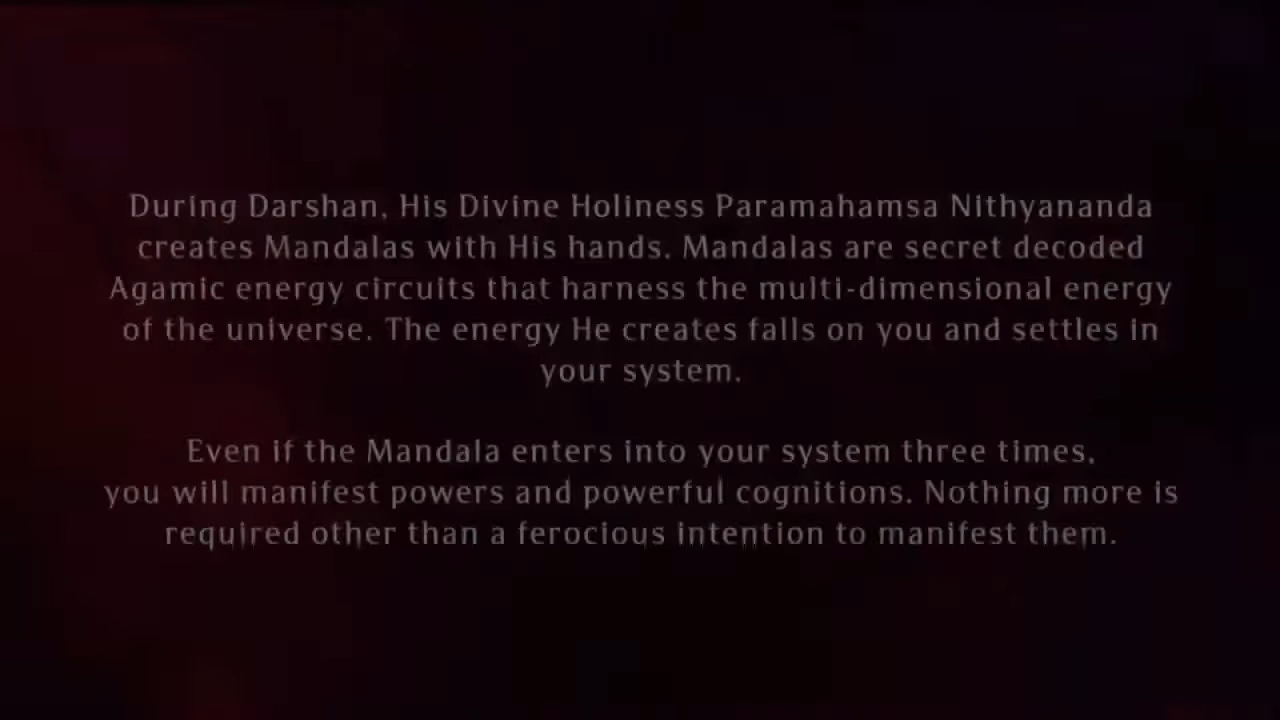 During Darshan, His Divine Holiness Paramahamsa Nithyananda
creates Mandalas with His hands. Mandalas are secret decoded
Agamic energy circuits that harness the multi-dimensional energy
of the universe. The energy He creates falls on you and settles in
your system.
Even if the Mandala enters into your system three times,
you will manifest powers and powerful cognitions. Nothing more is
required other than a ferocious intention to manifest them.